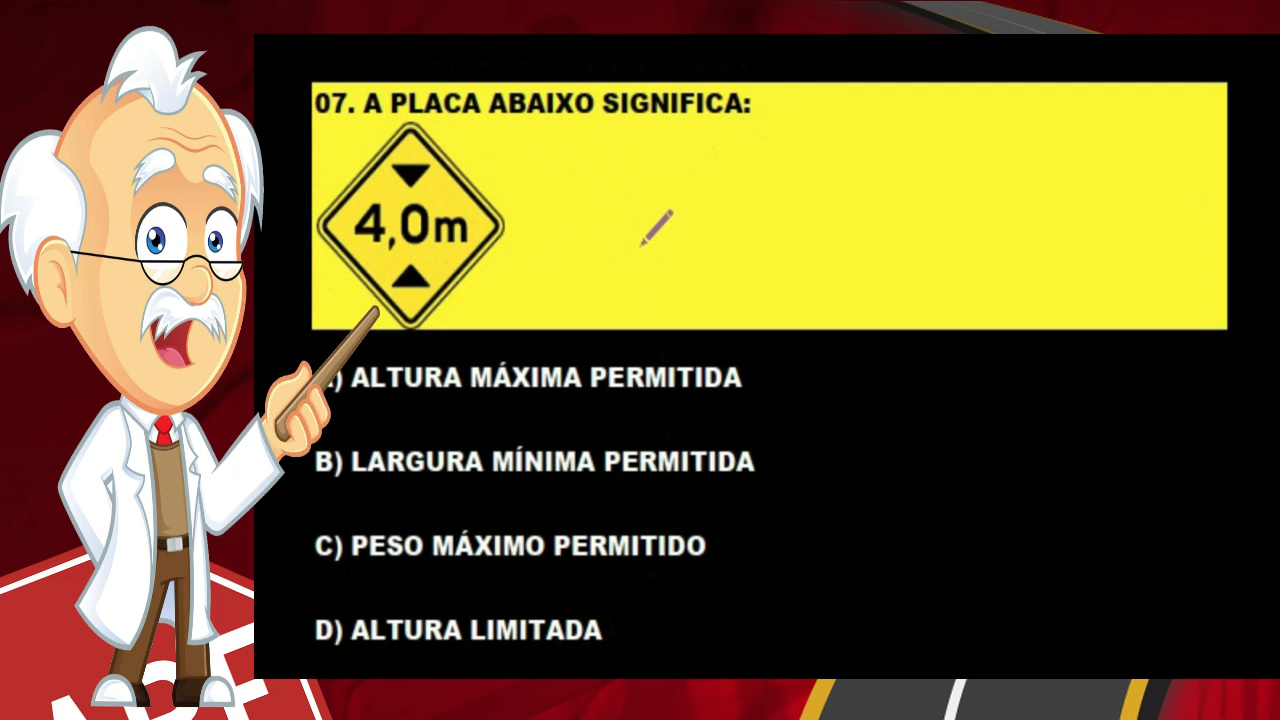 07. A PLACA ABAIXO SIGNIFICA:
4,0m
) ALTURA MÁXIMA PERMITIDA
B) LARGURA MÍNIMA PERMITIDA
C) PESO MÁXIMO PERMITIDO
D) ALTURA LIMITADA